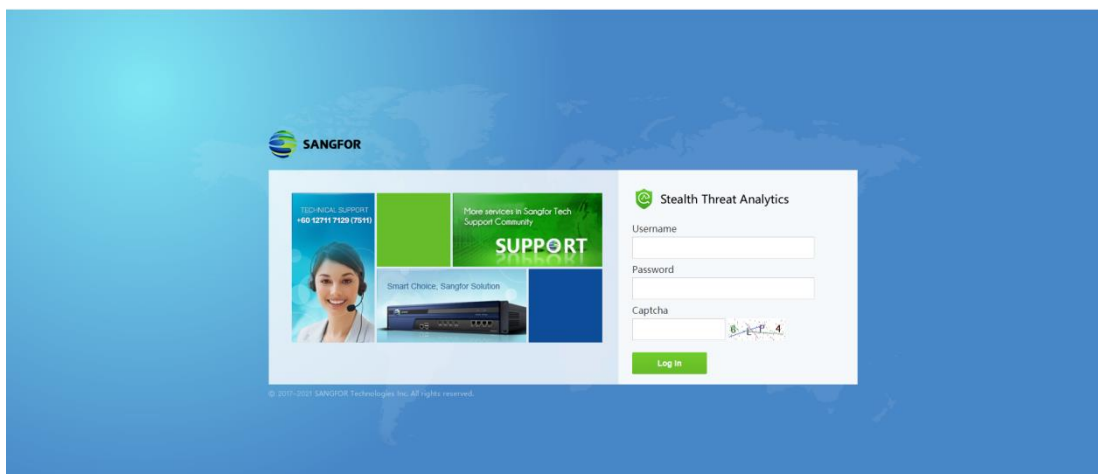 SANGFOR
TECHNICAL SUPPORT
+60 12711 7129 (7511)
More services in Sangfor Tech
Support Community
SUPPORT
Smart Choice, Sangfor Solution
Stealth Threat Analytics
Username
Password
Captcha
Log In
© 2017-2021 SANGFOR Technologies Inc. All rights reserved.